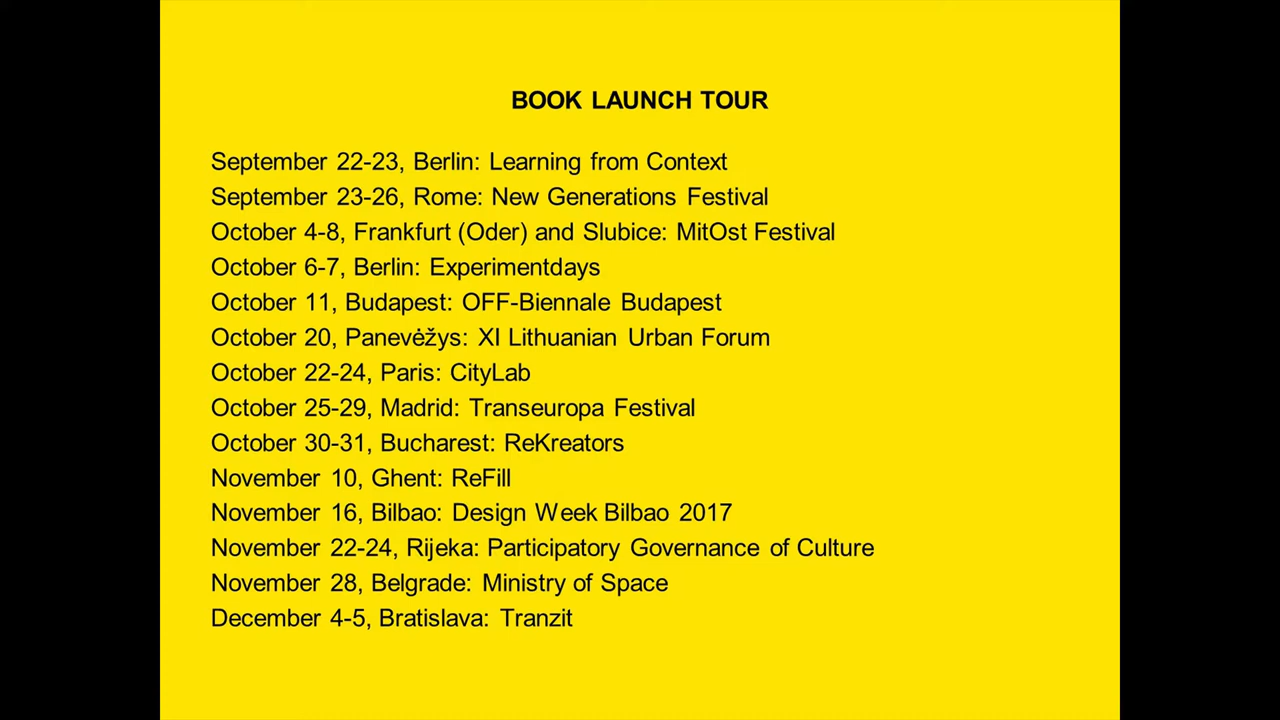 BOOK LAUNCH TOUR
September 22-23, Berlin: Learning from Context
September 23-26, Rome: New Generations Festival
October 4-8, Frankfurt (Oder) and Slubice: MitOst Festival
October 6-7, Berlin: Experimentdays
October 11, Budapest: OFF-Biennale Budapest
October 20, Panevėžys: XI Lithuanian Urban Forum
October 22-24, Paris: CityLab
October 25-29, Madrid: Transeuropa Festival
October 30-31, Bucharest: ReKreators
November 10, Ghent: ReFill
November 16, Bilbao: Design Week Bilbao 2017
November 22-24, Rijeka: Participatory Governance of Culture
November 28, Belgrade: Ministry of Space
December 4-5, Bratislava: Tranzit